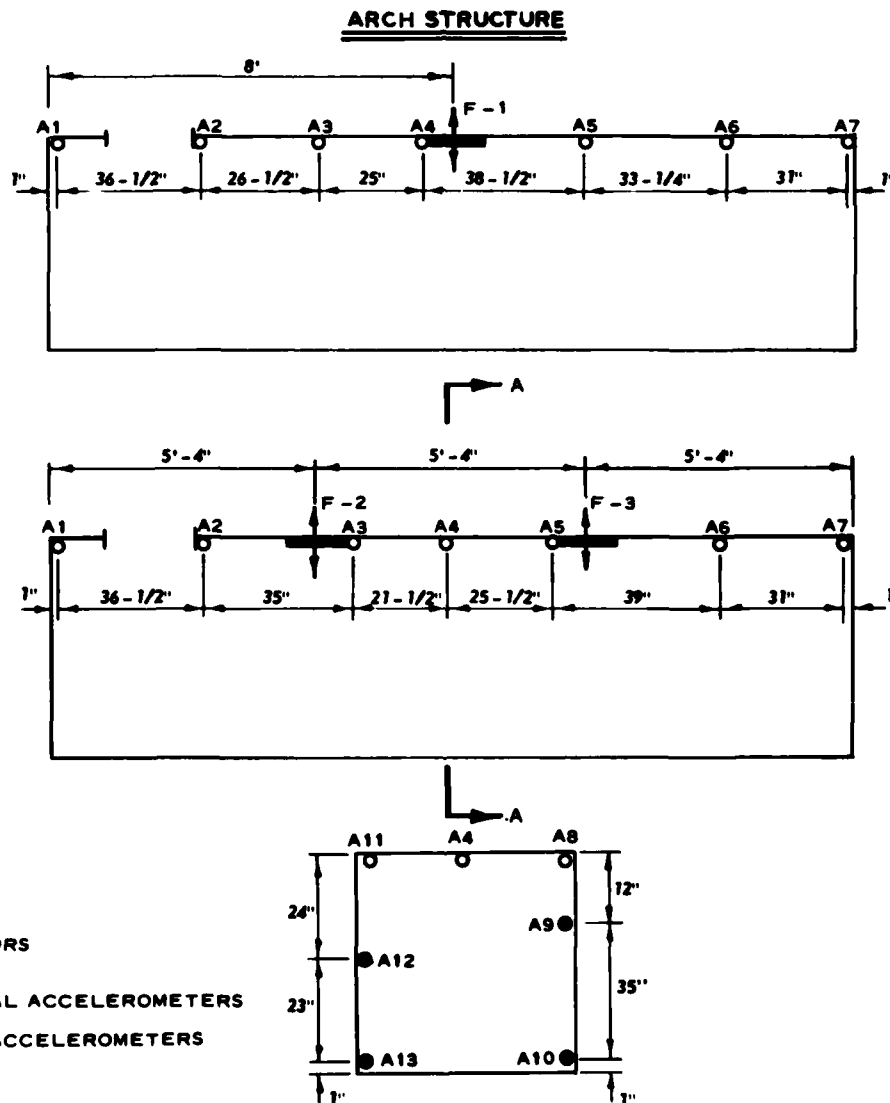 ARCH STRUCTURE
8'
F-1
A1 A2 A3 A4 A5 A6 A7
1" 36-1/2" 26-1/2" 25" 38-1/2" 33-1/4" 31" 1"
A
5'-4" 5'-4" 5'-4"
F-2 F-3
A1 A2 A3 A4 A5 A6 A7
1" 36-1/2" 35" 21-1/2" 25-1/2" 39" 31" 1
.A
A11 A4 A8
24" 12"
A9
ORS
A12
35"
AL ACCELEROMETERS
23"
ACCELEROMETERS
A13 A10
1" 1"